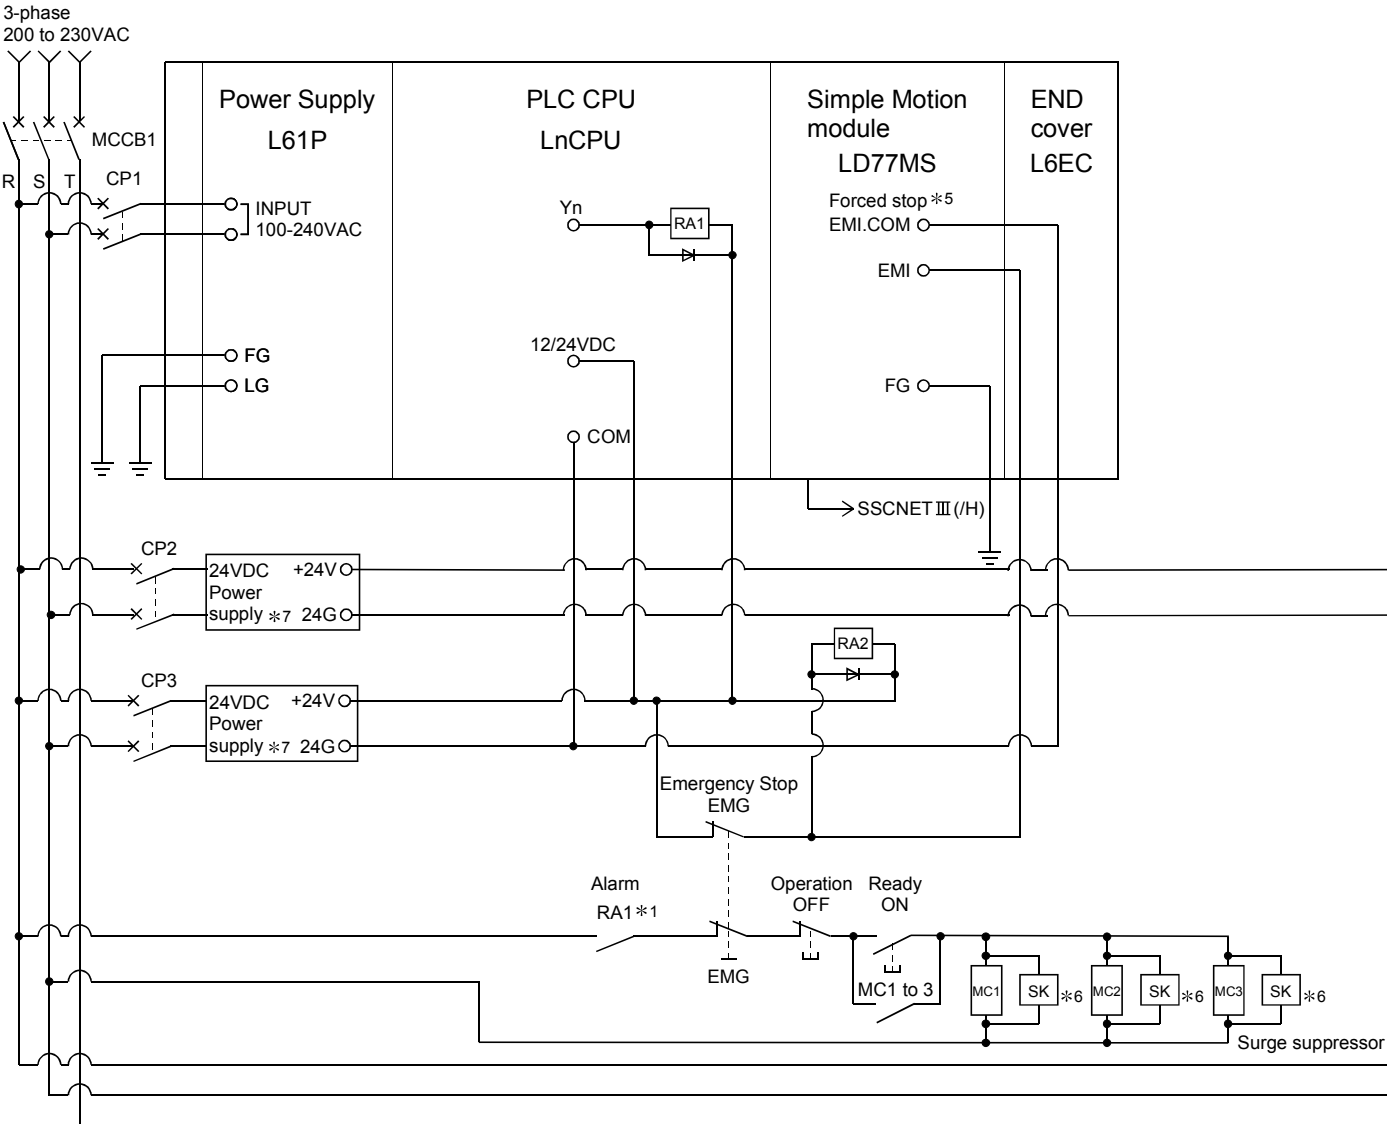 3-phase
200 to 230VAC
MCCB1
R S T
CP1
Power Supply
L61P
INPUT
100-240VAC
FG
LG
PLC CPU
LnCPU
Yn
RA1
12/24VDC
COM
Simple Motion
module
LD77MS
Forced stop ＊5
EMI.COM
EMI
FG
END
cover
L6EC
SSCNETⅢ(/H)
CP2
24VDC +24V
Power
supply ＊7 24G
RA2
CP3
24VDC +24V
Power
supply ＊7 24G
Emergency Stop
EMG
Alarm
RA1＊1
EMG
Operation
OFF
Ready
ON
MC1 to 3
MC1 SK ＊6 MC2 SK ＊6 MC3 SK ＊6
Surge suppressor